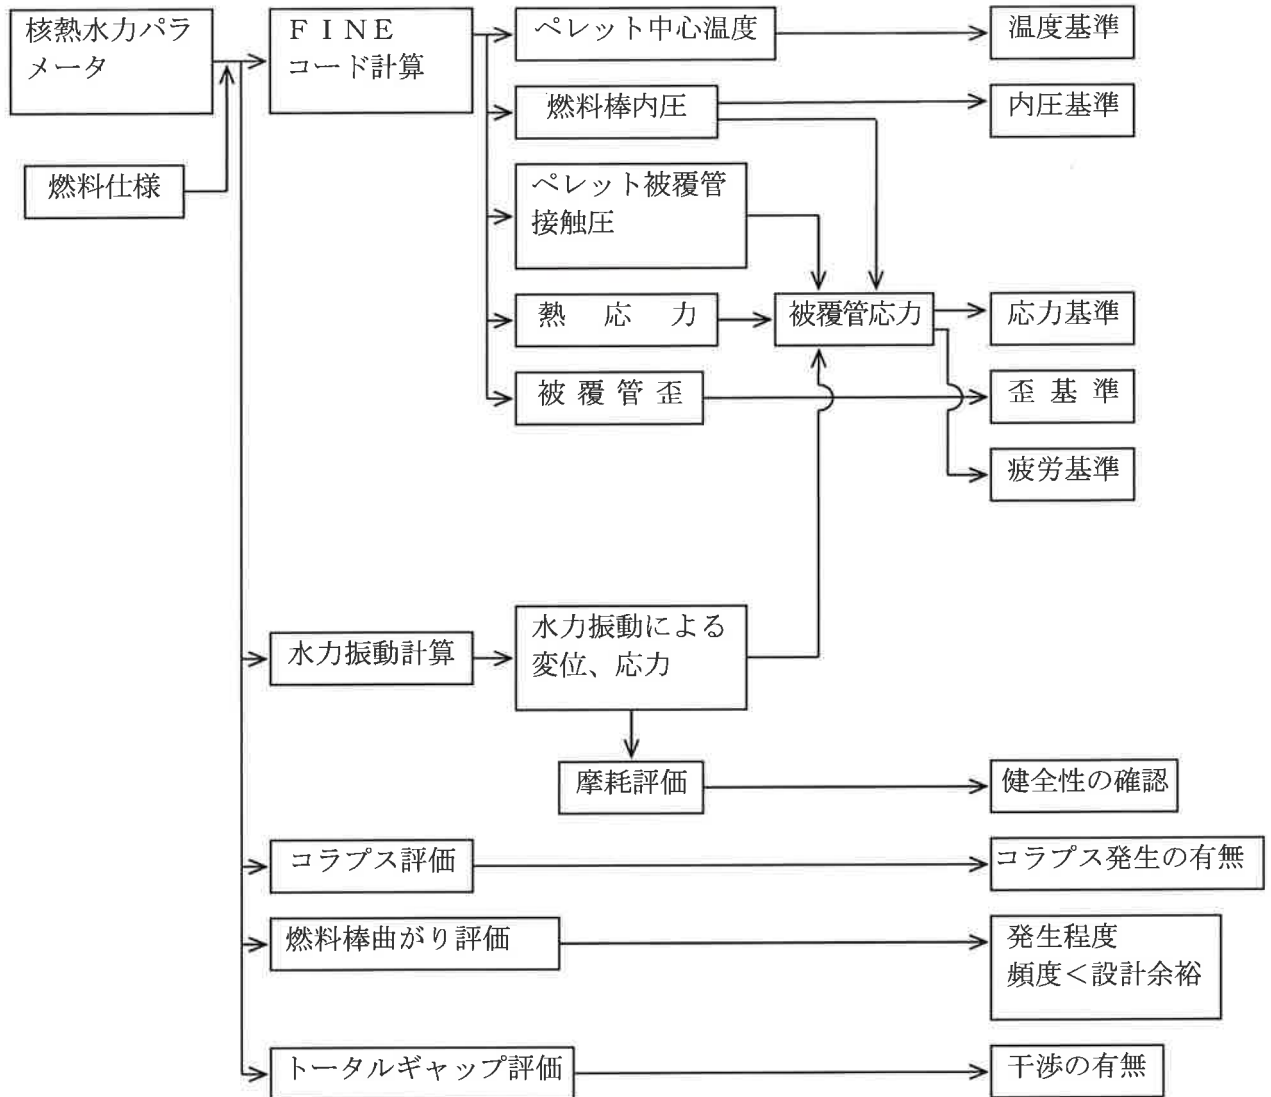 核熱水力パラ
メータ
燃料仕様
ＦＩＮＥ
コード計算
ペレット中心温度
温度基準
燃料棒内圧
内圧基準
ペレット被覆管
接触圧
熱応力
被覆管応力
応力基準
被覆管歪
歪基準
疲労基準
水力振動計算
水力振動による
変位、応力
摩耗評価
健全性の確認
コラプス評価
コラプス発生の有無
燃料棒曲がり評価
発生程度
頻度＜設計余裕
トータルギャップ評価
干渉の有無